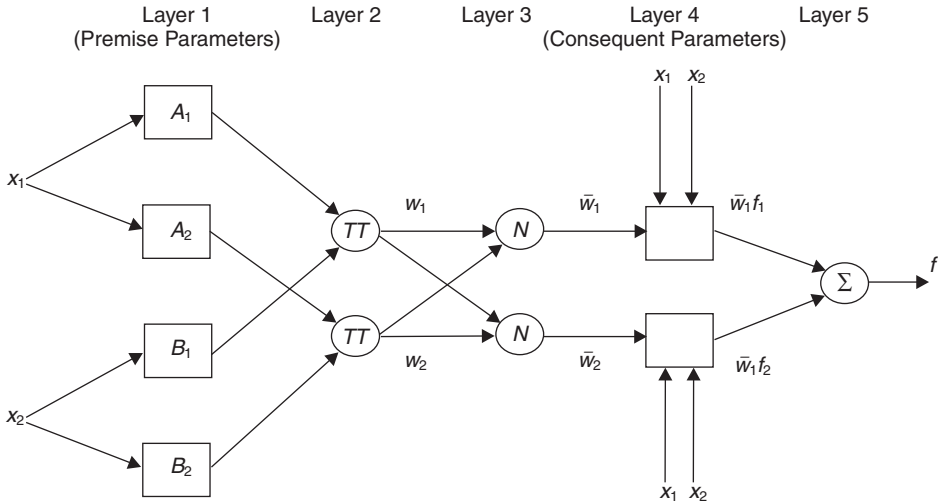 Layer 1 Layer 2 Layer 3 Layer 4 Layer 5
(Premise Parameters) (Consequent Parameters)
x₁ x₂
A₁
x₁
w₁ w̄₁ w̄₁f₁
A₂ TT N
Σ f
B₁ TT N
w₂ w̄₂ w̄₁f₂
x₂
B₂
x₁ x₂